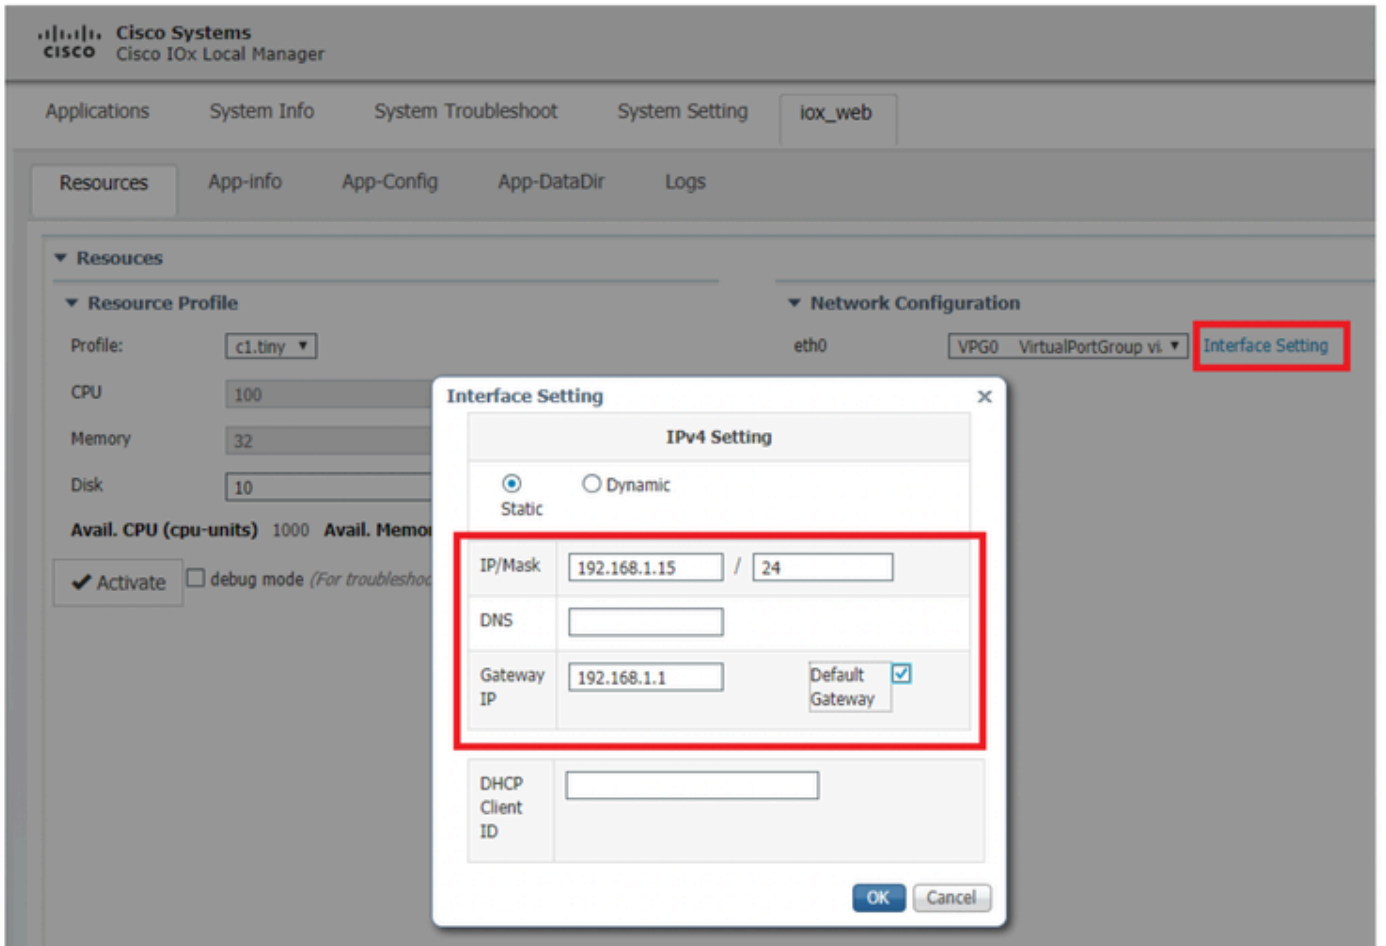 Cisco Systems
CISCO Cisco IOx Local Manager
Applications System Info System Troubleshoot System Setting iox_web
Resources App-info App-Config App-DataDir Logs
▼ Resouces
▼ Resource Profile ▼ Network Configuration
Profile: c1.tiny ▼ eth0 VPG0 VirtualPortGroup vi. ▼ Interface Setting
CPU 100
Memory 32
Disk 10
Avail. CPU (cpu-units) 1000 Avail. Memor
✔ Activate debug mode (For troubleshoo
Interface Setting ×
IPv4 Setting
Static Dynamic
IP/Mask 192.168.1.15 / 24
DNS
Gateway IP 192.168.1.1 Default Gateway
DHCP
Client
ID
OK Cancel